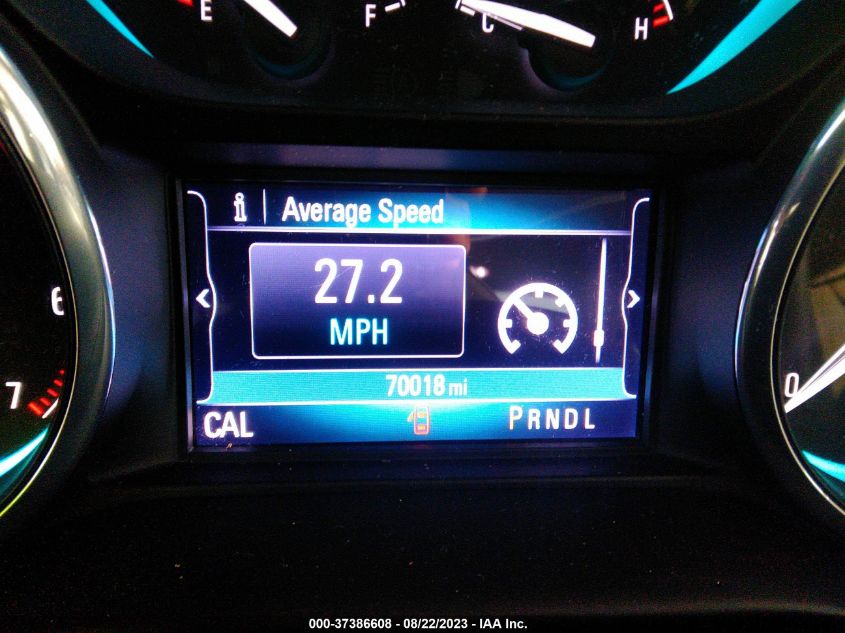 E F C H
i Average Speed
27.2
MPH
6
7
0
70018 mi
CAL PRNDL
000-37386608 - 08/22/2023 - IAA Inc.